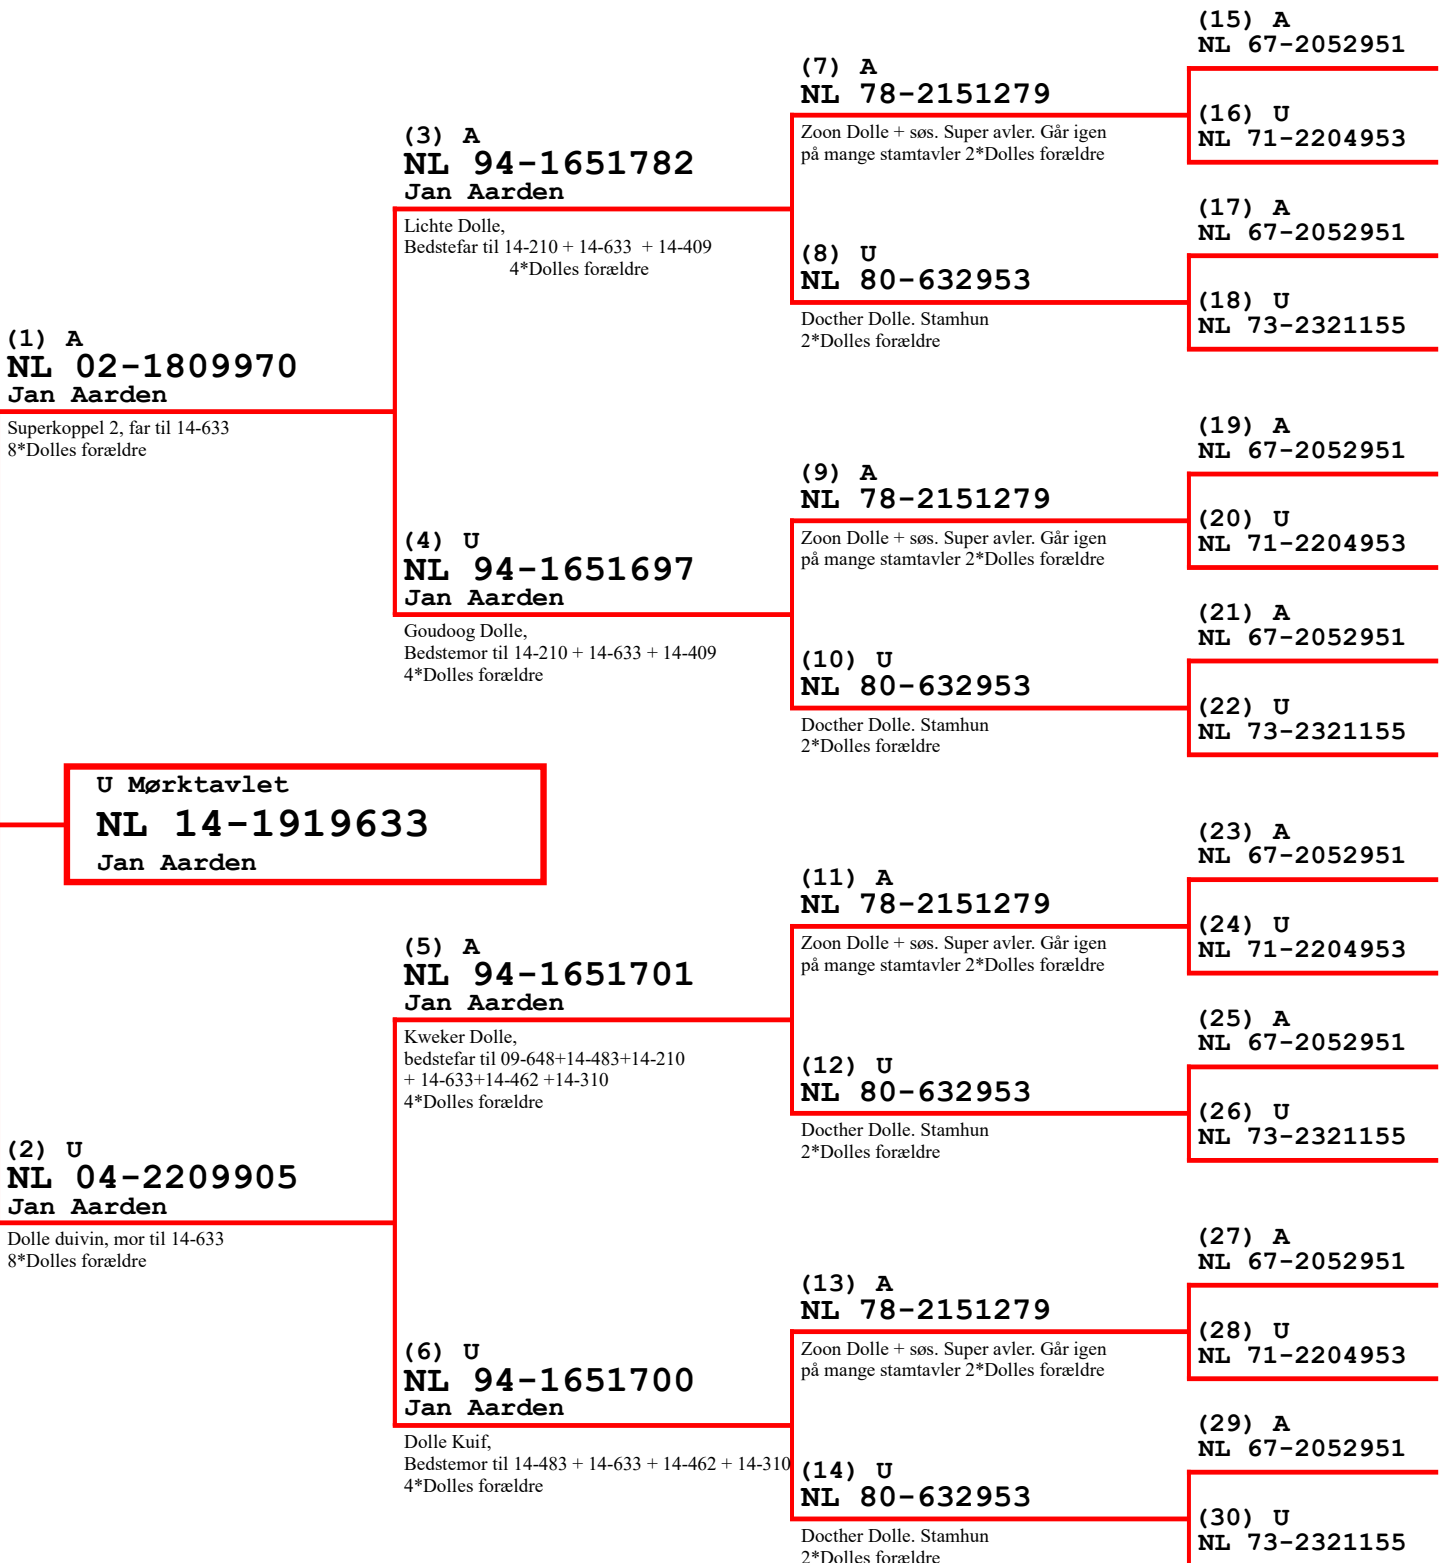 (1) A
NL 02-1809970
Jan Aarden
Superkoppel 2, far til 14-633
8*Dolles forældre
U Mørktavlet
NL 14-1919633
Jan Aarden
(2) U
NL 04-2209905
Jan Aarden
Dolle duivin, mor til 14-633
8*Dolles forældre
(3) A
NL 94-1651782
Jan Aarden
Lichte Dolle,
Bedstefar til 14-210 + 14-633 + 14-409
4*Dolles forældre
(4) U
NL 94-1651697
Jan Aarden
Goudoog Dolle,
Bedstemor til 14-210 + 14-633 + 14-409
4*Dolles forældre
(5) A
NL 94-1651701
Jan Aarden
Kweker Dolle,
bedstefar til 09-648+14-483+14-210
+ 14-633+14-462 +14-310
4*Dolles forældre
(6) U
NL 94-1651700
Jan Aarden
Dolle Kuif,
Bedstemor til 14-483 + 14-633 + 14-462 + 14-310
4*Dolles forældre
(7) A
NL 78-2151279
Zoon Dolle + søs. Super avler. Går igen
på mange stamtavler 2*Dolles forældre
(8) U
NL 80-632953
Docther Dolle. Stamhun
2*Dolles forældre
(9) A
NL 78-2151279
Zoon Dolle + søs. Super avler. Går igen
på mange stamtavler 2*Dolles forældre
(10) U
NL 80-632953
Docther Dolle. Stamhun
2*Dolles forældre
(11) A
NL 78-2151279
Zoon Dolle + søs. Super avler. Går igen
på mange stamtavler 2*Dolles forældre
(12) U
NL 80-632953
Docther Dolle. Stamhun
2*Dolles forældre
(13) A
NL 78-2151279
Zoon Dolle + søs. Super avler. Går igen
på mange stamtavler 2*Dolles forældre
(14) U
NL 80-632953
Docther Dolle. Stamhun
2*Dolles forældre
(15) A
NL 67-2052951
(16) U
NL 71-2204953
(17) A
NL 67-2052951
(18) U
NL 73-2321155
(19) A
NL 67-2052951
(20) U
NL 71-2204953
(21) A
NL 67-2052951
(22) U
NL 73-2321155
(23) A
NL 67-2052951
(24) U
NL 71-2204953
(25) A
NL 67-2052951
(26) U
NL 73-2321155
(27) A
NL 67-2052951
(28) U
NL 71-2204953
(29) A
NL 67-2052951
(30) U
NL 73-2321155